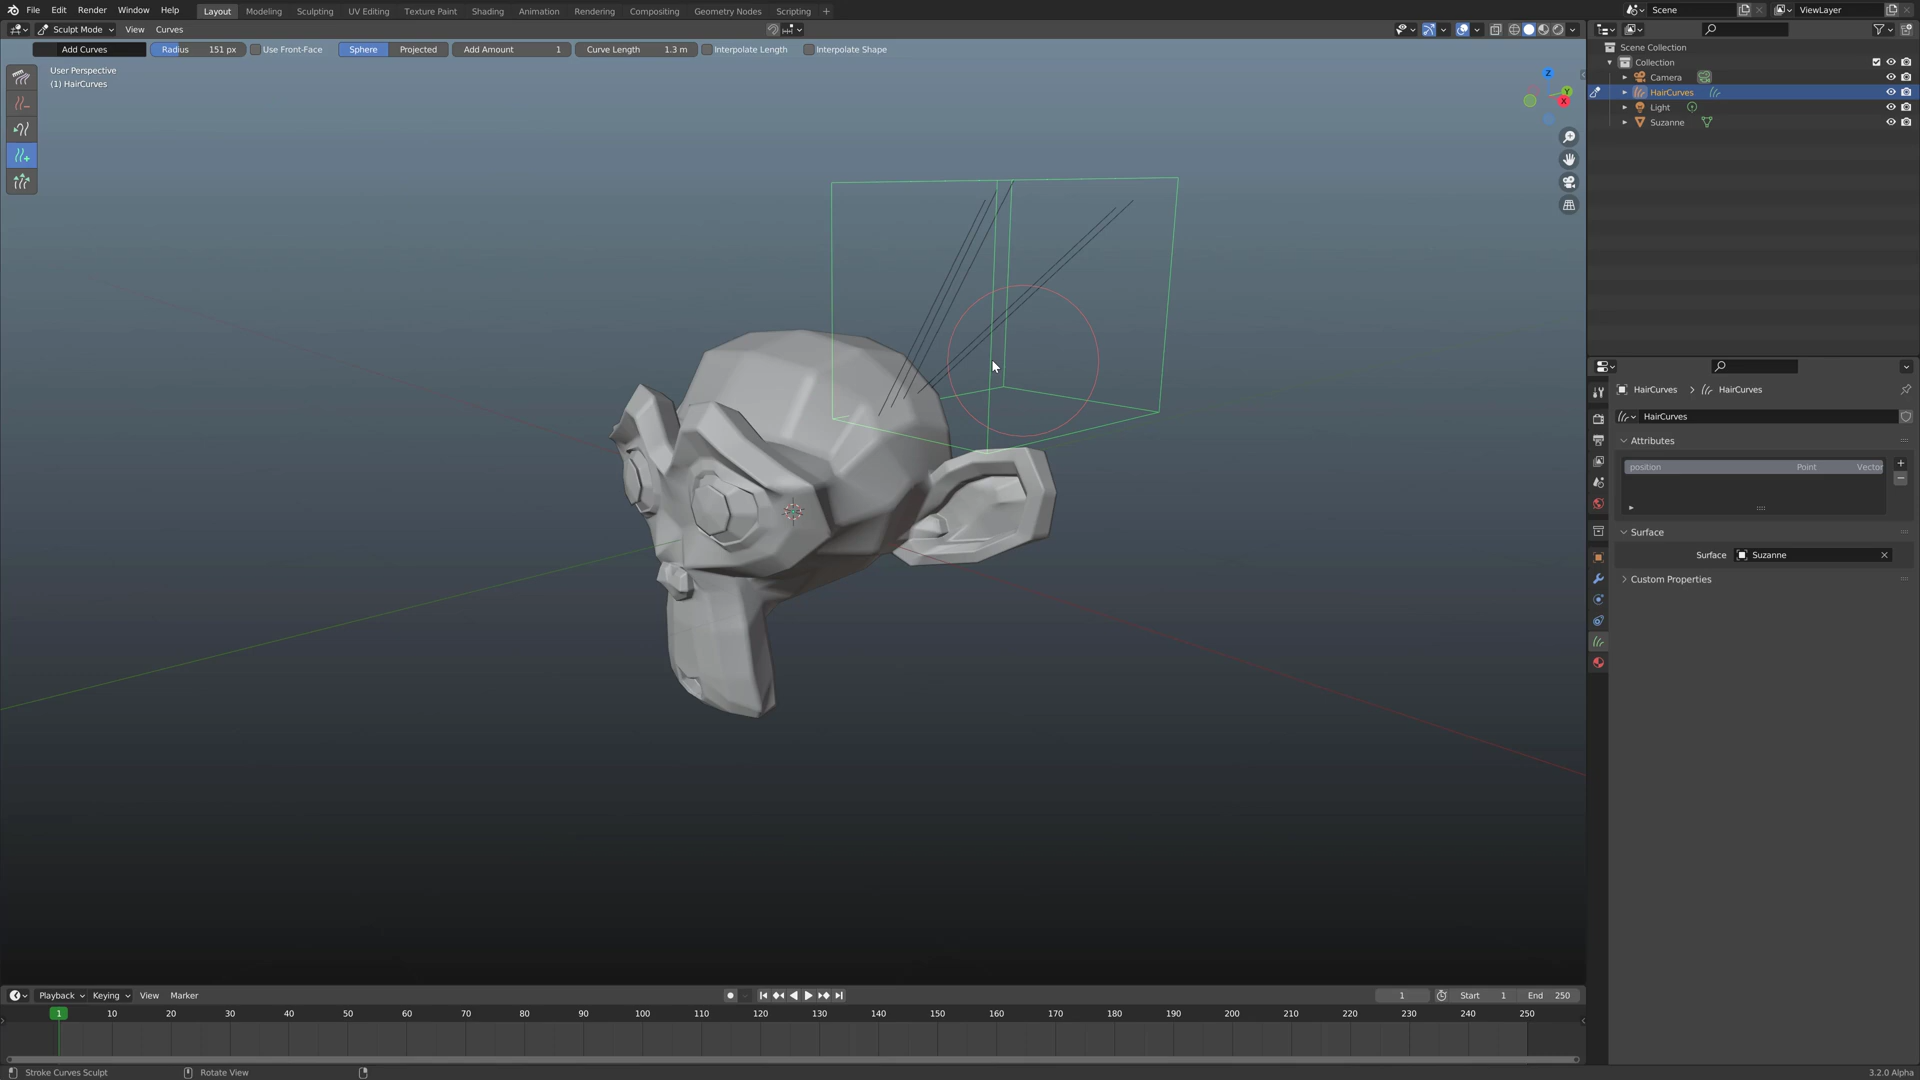 File Edit Render Window Help Layout Modeling Sculpting UV Editing Texture Paint Shading Animation Rendering Compositing Geometry Nodes Scripting + Scene ViewLayer
Sculpt Mode View Curves
Add Curves Radius 151 px Use Front-Face Sphere Projected Add Amount 1 Curve Length 1.3 m Interpolate Length Interpolate Shape
User Perspective
(1) HairCurves
Z
Y
X
Scene Collection
Collection
Camera
HairCurves
Light
Suzanne
HairCurves > HairCurves
HairCurves
Attributes
position Point Vector
Surface
Surface Suzanne
Custom Properties
Playback Keying View Marker 1 Start 1 End 250
1 10 20 30 40 50 60 70 80 90 100 110 120 130 140 150 160 170 180 190 200 210 220 230 240 250
Stroke Curves Sculpt Rotate View 3.2.0 Alpha